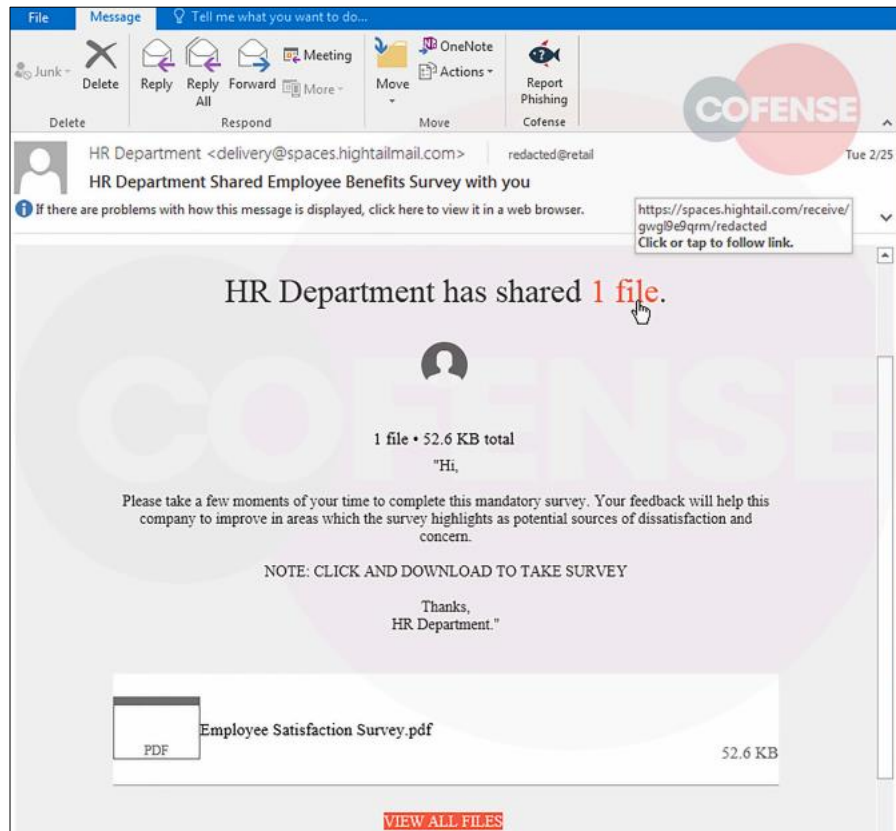 File Message Tell me what you want to do...
Junk
Delete
Reply
Reply All
Forward
Meeting
More
Move
OneNote
Actions
Report Phishing
Delete Respond Move Cofense
COFENSE
HR Department <delivery@spaces.hightailmail.com> redacted@retail Tue 2/25
HR Department Shared Employee Benefits Survey with you
If there are problems with how this message is displayed, click here to view it in a web browser.
https://spaces.hightail.com/receive/
gwgl9e9qrm/redacted
Click or tap to follow link.
HR Department has shared 1 file.
COFENSE
1 file • 52.6 KB total
"Hi,
Please take a few moments of your time to complete this mandatory survey. Your feedback will help this
company to improve in areas which the survey highlights as potential sources of dissatisfaction and
concern.
NOTE: CLICK AND DOWNLOAD TO TAKE SURVEY
Thanks,
HR Department."
PDF
Employee Satisfaction Survey.pdf
52.6 KB
VIEW ALL FILES